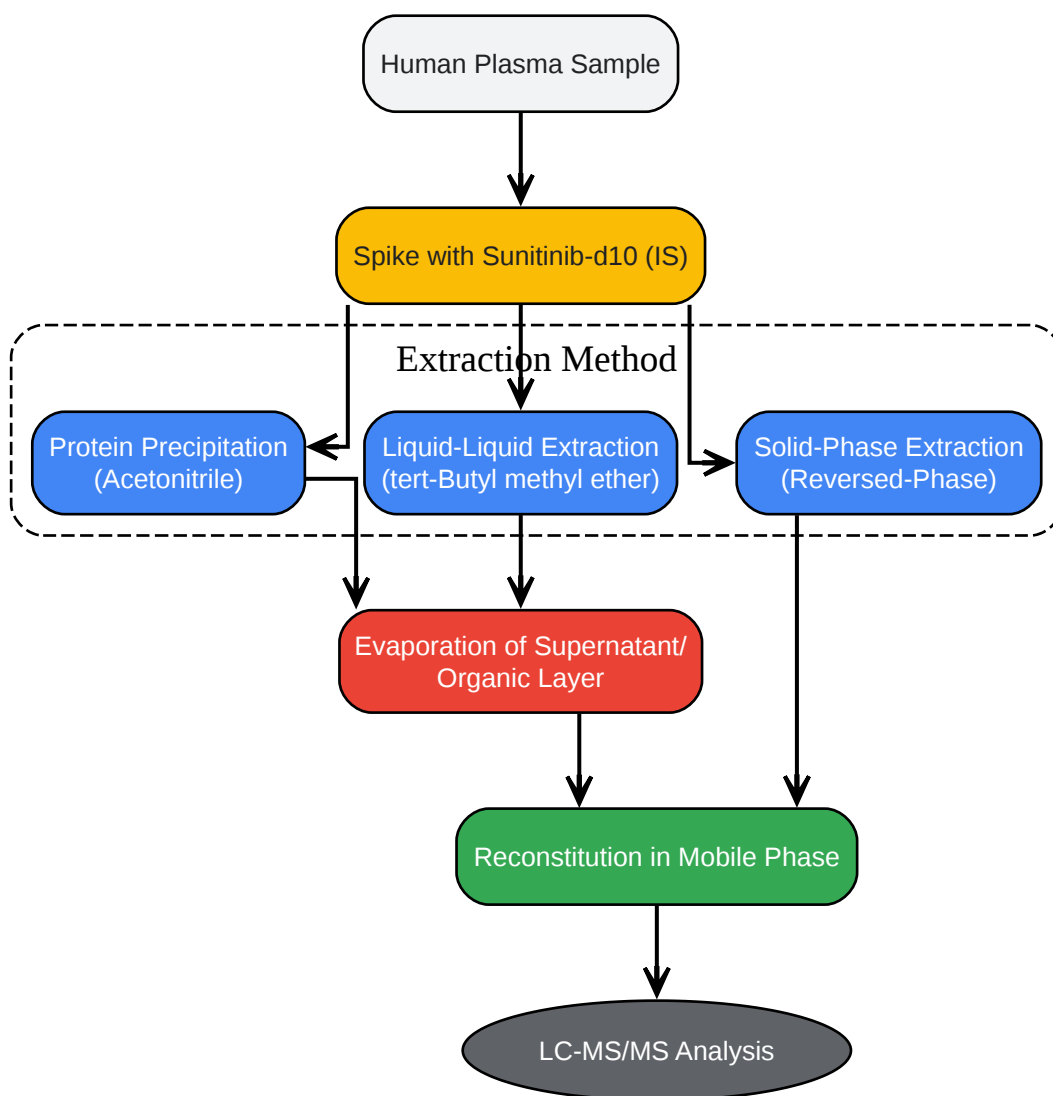 Human Plasma Sample
Spike with Sunitinib-d10 (IS)
Extraction Method
Protein Precipitation
(Acetonitrile)
Liquid-Liquid Extraction
(tert-Butyl methyl ether)
Solid-Phase Extraction
(Reversed-Phase)
Evaporation of Supernatant/
Organic Layer
Reconstitution in Mobile Phase
LC-MS/MS Analysis